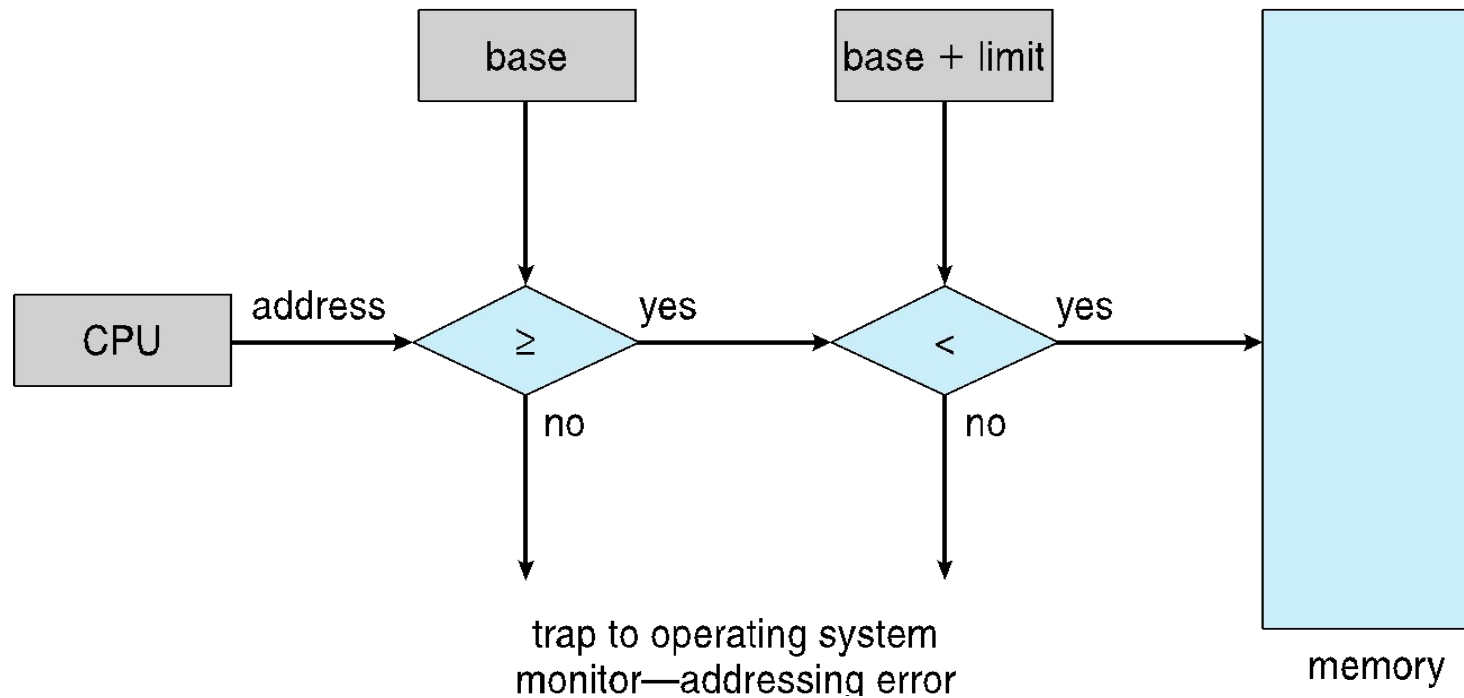 base
base + limit
CPU
address
≥
yes
<
yes
no
no
trap to operating system
monitor—addressing error
memory